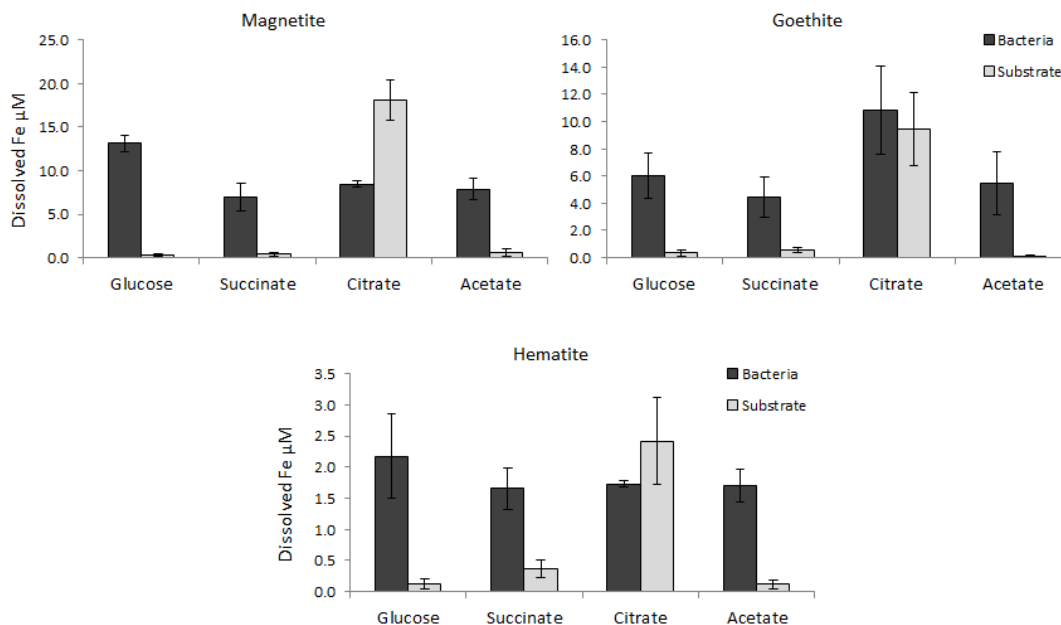 Magnetite
Dissolved Fe µM
25.0
20.0
15.0
10.0
5.0
0.0
Glucose Succinate Citrate Acetate
Goethite
16.0
14.0
12.0
10.0
8.0
6.0
4.0
2.0
0.0
Glucose Succinate Citrate Acetate
Bacteria
Substrate
Hematite
Dissolved Fe µM
3.5
3.0
2.5
2.0
1.5
1.0
0.5
0.0
Glucose Succinate Citrate Acetate
Bacteria
Substrate